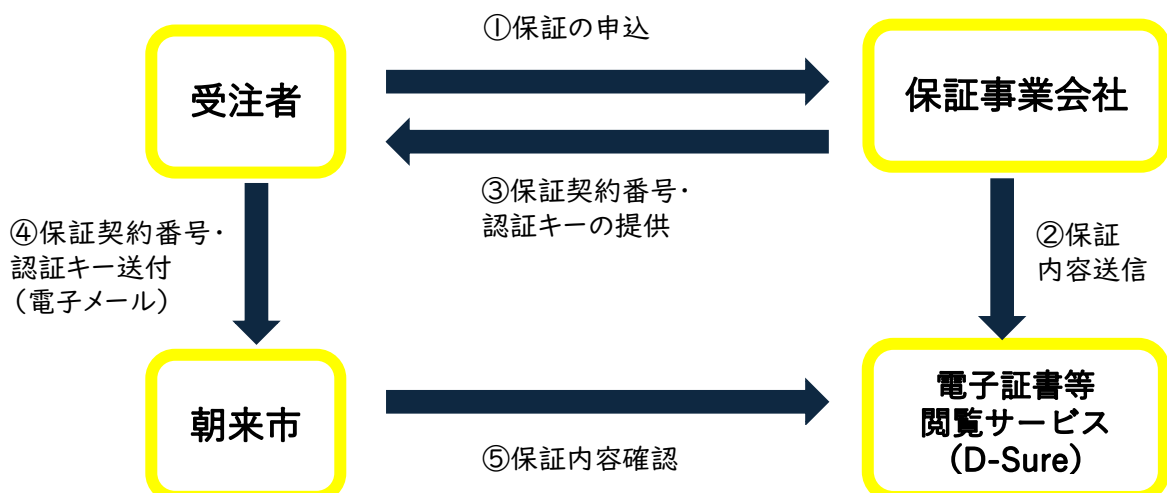 ①保証の申込
受注者
保証事業会社
③保証契約番号・
認証キーの提供
④保証契約番号・
認証キー送付
(電子メール)
②保証
内容送信
朝来市
電子証書等
閲覧サービス
(D-Sure)
⑤保証内容確認